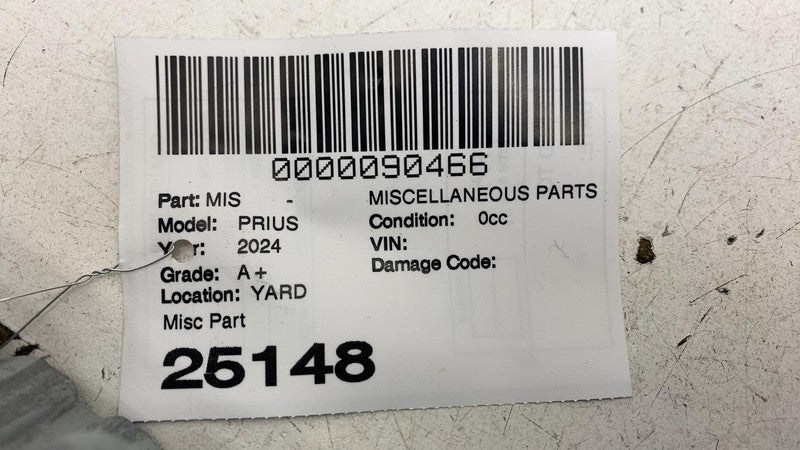 0000090466
Part: MIS - MISCELLANEOUS PARTS
Model: PRIUS Condition: 0cc
Year: 2024 VIN:
Grade: A+ Damage Code:
Location: YARD
Misc Part
25148